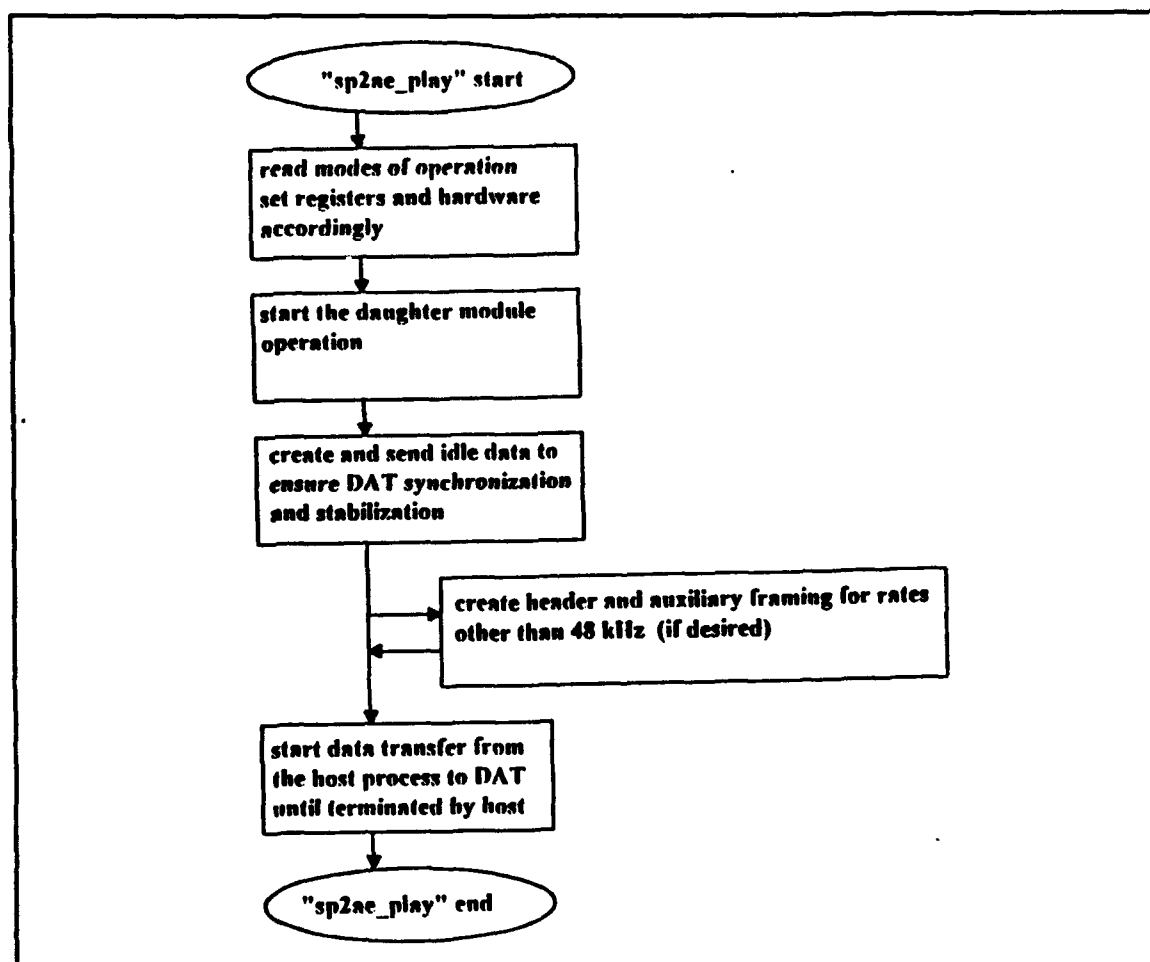 "sp2ae_play" start
read modes of operation
set registers and hardware
accordingly
start the daughter module
operation
create and send idle data to
ensure DAT synchronization
and stabilization
create header and auxiliary framing for rates
other than 48 kHz (if desired)
start data transfer from
the host process to DAT
until terminated by host
"sp2ae_play" end